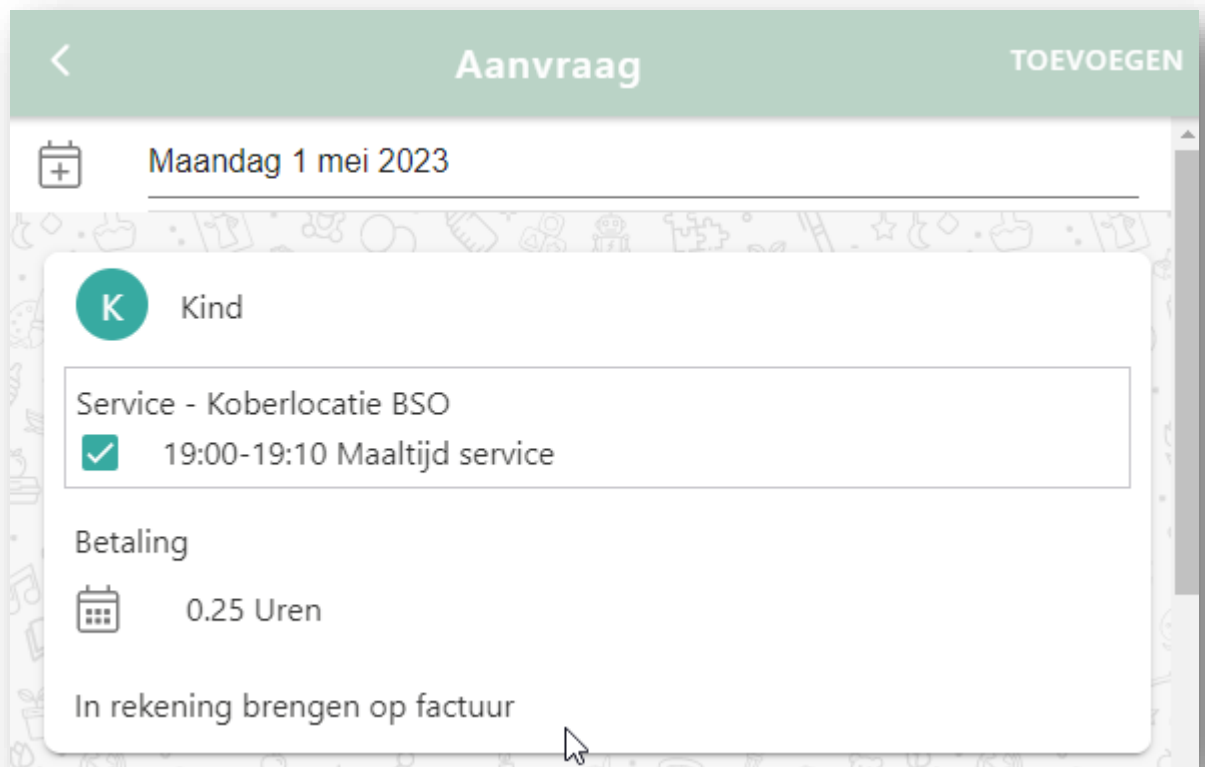 Aanvraag
TOEVOEGEN
Maandag 1 mei 2023
K
Kind
Service - Koberlocatie BSO
19:00-19:10 Maaltijd service
Betaling
0.25 Uren
In rekening brengen op factuur